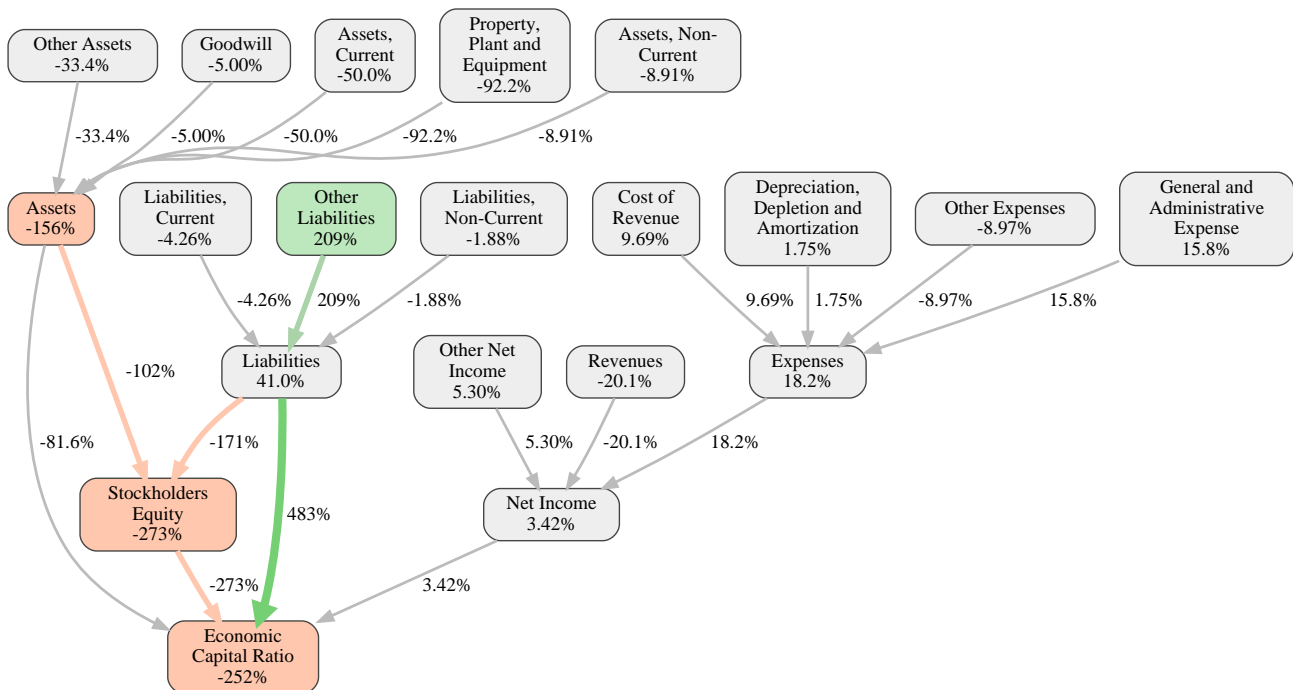 Other Assets
-33.4%
Goodwill
-5.00%
Assets,
Current
-50.0%
Property,
Plant and
Equipment
-92.2%
Assets, Non-
Current
-8.91%
-33.4%
-5.00%
-50.0%
-92.2%
-8.91%
Assets
-156%
Liabilities,
Current
-4.26%
Other
Liabilities
209%
Liabilities,
Non-Current
-1.88%
Cost of
Revenue
9.69%
Depreciation,
Depletion and
Amortization
1.75%
Other Expenses
-8.97%
General and
Administrative
Expense
15.8%
-4.26%
209%
-1.88%
9.69%
1.75%
-8.97%
15.8%
Liabilities
41.0%
Other Net
Income
5.30%
Revenues
-20.1%
Expenses
18.2%
-102%
-81.6%
-171%
5.30%
-20.1%
18.2%
Stockholders
Equity
-273%
483%
Net Income
3.42%
-273%
3.42%
Economic
Capital Ratio
-252%